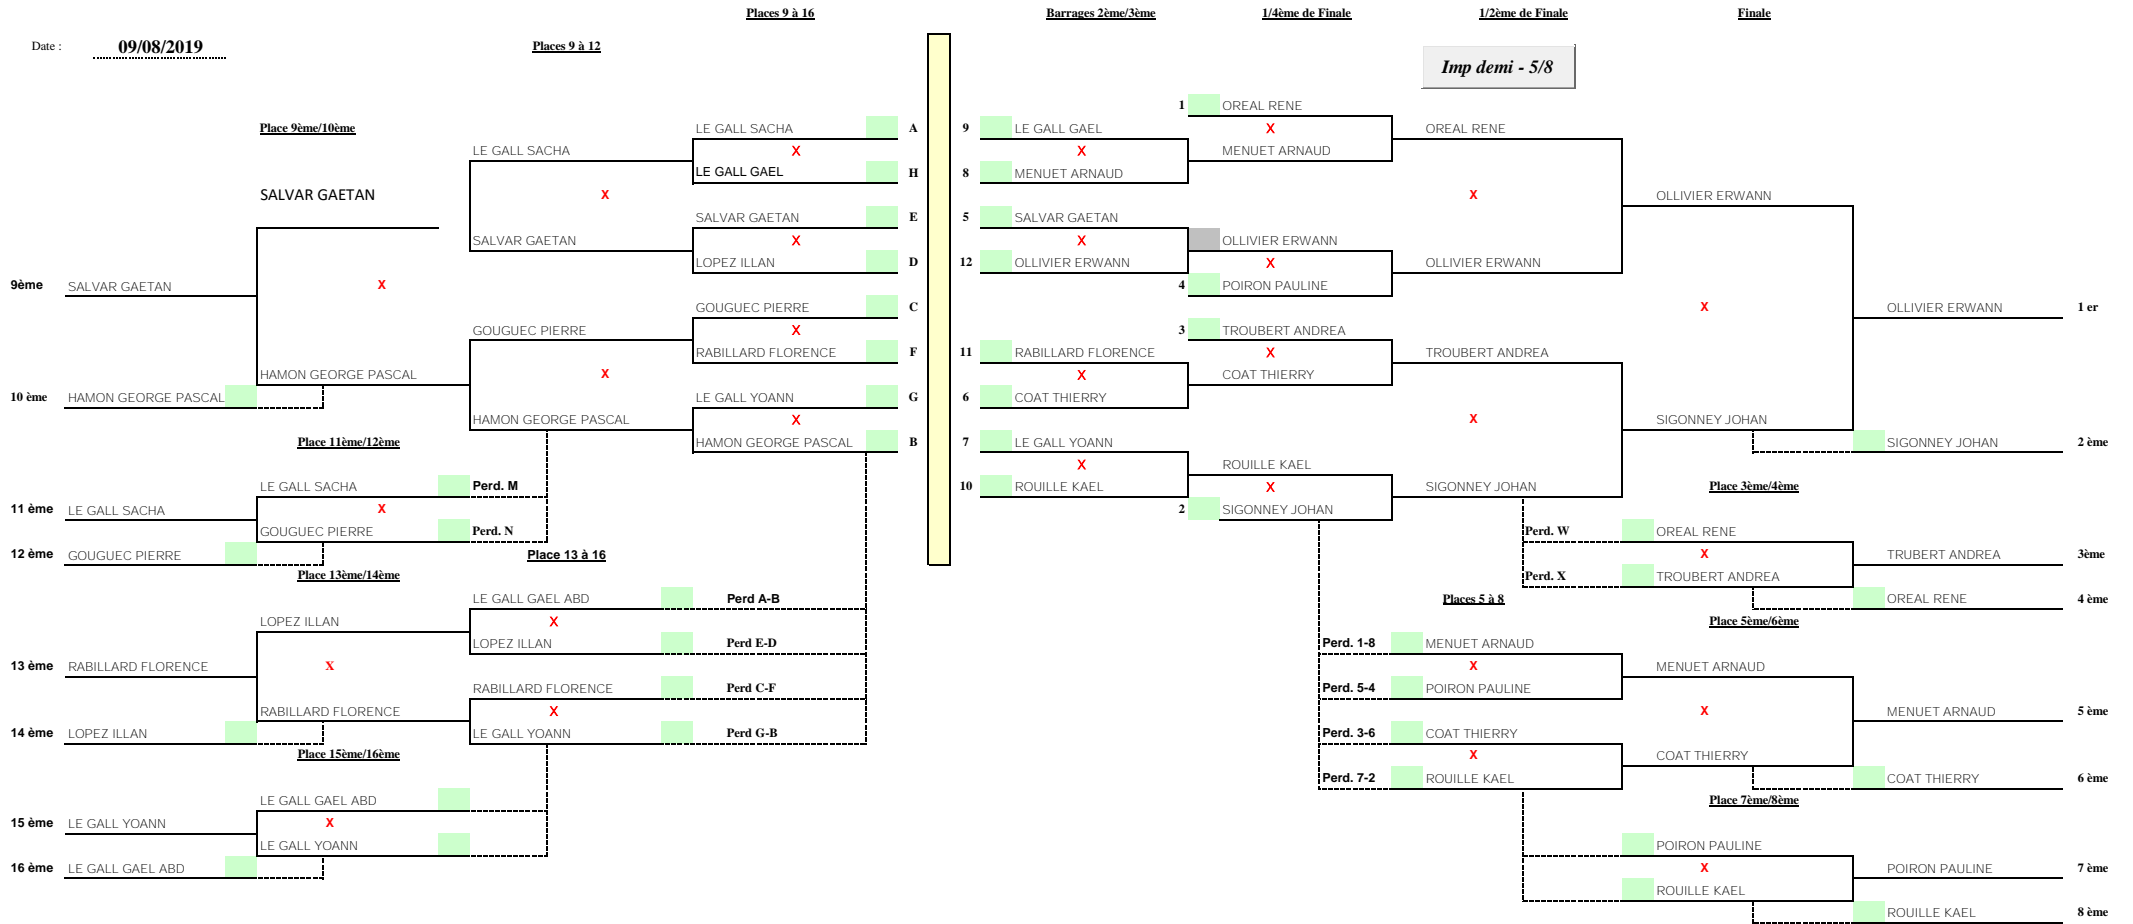 Places 9 à 16
Barrages 2ème/3ème
1/4ème de Finale
1/2ème de Finale
Finale
Date :
09/08/2019
Places 9 à 12
Imp demi - 5/8
1
OREAL RENE
Place 9ème/10ème
LE GALL SACHA
A
9
LE GALL GAEL
X
OREAL RENE
LE GALL SACHA
X
X
MENUET ARNAUD
LE GALL GAEL
H
8
MENUET ARNAUD
SALVAR GAETAN
X
X
OLLIVIER ERWANN
SALVAR GAETAN
E
5
SALVAR GAETAN
SALVAR GAETAN
X
X
OLLIVIER ERWANN
LOPEZ ILLAN
D
12
OLLIVIER ERWANN
X
OLLIVIER ERWANN
9ème
SALVAR GAETAN
X
4
POIRON PAULINE
GOUGUEC PIERRE
C
X
OLLIVIER ERWANN
1 er
GOUGUEC PIERRE
X
3
TROUBERT ANDREA
RABILLARD FLORENCE
F
11
RABILLARD FLORENCE
X
TROUBERT ANDREA
HAMON GEORGE PASCAL
X
X
COAT THIERRY
10 ème
HAMON GEORGE PASCAL
LE GALL YOANN
G
6
COAT THIERRY
HAMON GEORGE PASCAL
X
X
SIGONNEY JOHAN
Place 11ème/12ème
HAMON GEORGE PASCAL
B
7
LE GALL YOANN
SIGONNEY JOHAN
2 ème
X
ROUILLE KAEL
LE GALL SACHA
Perd. M
10
ROUILLE KAEL
X
SIGONNEY JOHAN
Place 3ème/4ème
11 ème
LE GALL SACHA
X
2
SIGONNEY JOHAN
GOUGUEC PIERRE
Perd. N
Perd. W
OREAL RENE
12 ème
GOUGUEC PIERRE
Place 13 à 16
X
TRUBERT ANDREA
3ème
Place 13ème/14ème
Perd. X
TROUBERT ANDREA
LE GALL GAEL ABD
Perd A-B
Places 5 à 8
OREAL RENE
4 ème
LOPEZ ILLAN
X
Place 5ème/6ème
LOPEZ ILLAN
Perd E-D
Perd. 1-8
MENUET ARNAUD
13 ème
RABILLARD FLORENCE
X
X
MENUET ARNAUD
RABILLARD FLORENCE
Perd C-F
Perd. 5-4
POIRON PAULINE
RABILLARD FLORENCE
X
X
MENUET ARNAUD
5 ème
14 ème
LOPEZ ILLAN
LE GALL YOANN
Perd G-B
Perd. 3-6
COAT THIERRY
Place 15ème/16ème
X
COAT THIERRY
Perd. 7-2
ROUILLE KAEL
COAT THIERRY
6 ème
LE GALL GAEL ABD
Place 7ème/8ème
15 ème
LE GALL YOANN
X
LE GALL YOANN
POIRON PAULINE
16 ème
LE GALL GAEL ABD
X
POIRON PAULINE
7 ème
ROUILLE KAEL
ROUILLE KAEL
8 ème